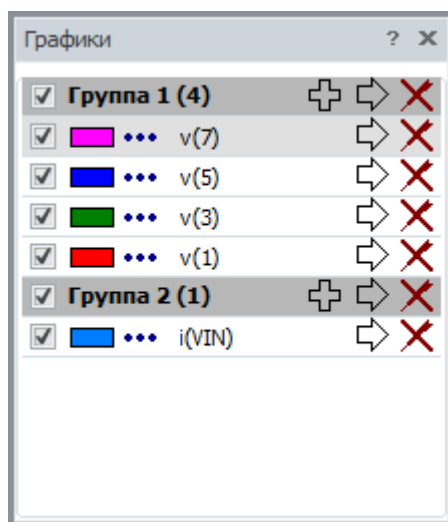 Графики ?
Группа 1 (4)
v(7)
v(5)
v(3)
v(1)
Группа 2 (1)
i(VIN)